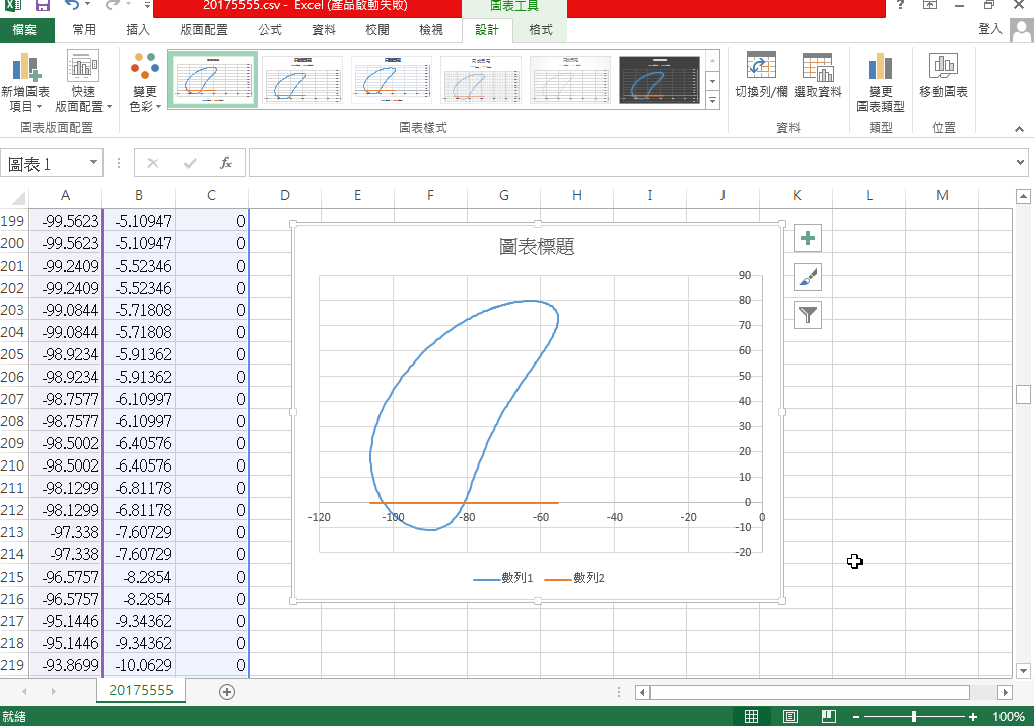 20175555.csv - Excel (產品啟動失敗)
圖表工具
?
檔案 常用 插入 版面配置 公式 資料 校閱 檢視 設計 格式 登入
新增圖表項目 快速版面配置 變更色彩 切換列/欄 選取資料 變更圖表類型 移動圖表
圖表版面配置 圖表樣式 資料 類型 位置
圖表 1 fx
A B C D E F G H I J K L M
199 -99.5623 -5.10947 0
200 -99.5623 -5.10947 0
201 -99.2409 -5.52346 0
202 -99.2409 -5.52346 0
203 -99.0844 -5.71808 0
204 -99.0844 -5.71808 0
205 -98.9234 -5.91362 0
206 -98.9234 -5.91362 0
207 -98.7577 -6.10997 0
208 -98.7577 -6.10997 0
209 -98.5002 -6.40576 0
210 -98.5002 -6.40576 0
211 -98.1299 -6.81178 0
212 -98.1299 -6.81178 0
213 -97.338 -7.60729 0
214 -97.338 -7.60729 0
215 -96.5757 -8.2854 0
216 -96.5757 -8.2854 0
217 -95.1446 -9.34362 0
218 -95.1446 -9.34362 0
219 -93.8699 -10.0629 0
圖表標題
90
80
70
60
50
40
30
20
10
0
-10
-20
-120 -100 -80 -60 -40 -20 0
數列1 數列2
20175555
就緒 100%